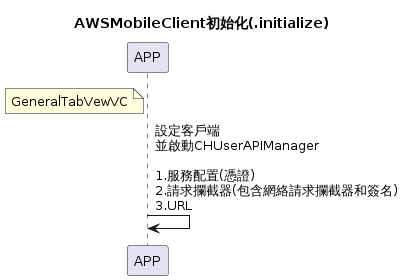 AWSMobileClient初始化(.initialize)
APP
GeneralTabVewVC
設定客戶端
並啟動CHUserAPIManager
1.服務配置(憑證)
2.請求攔截器(包含網絡請求攔截器和簽名)
3.URL
APP